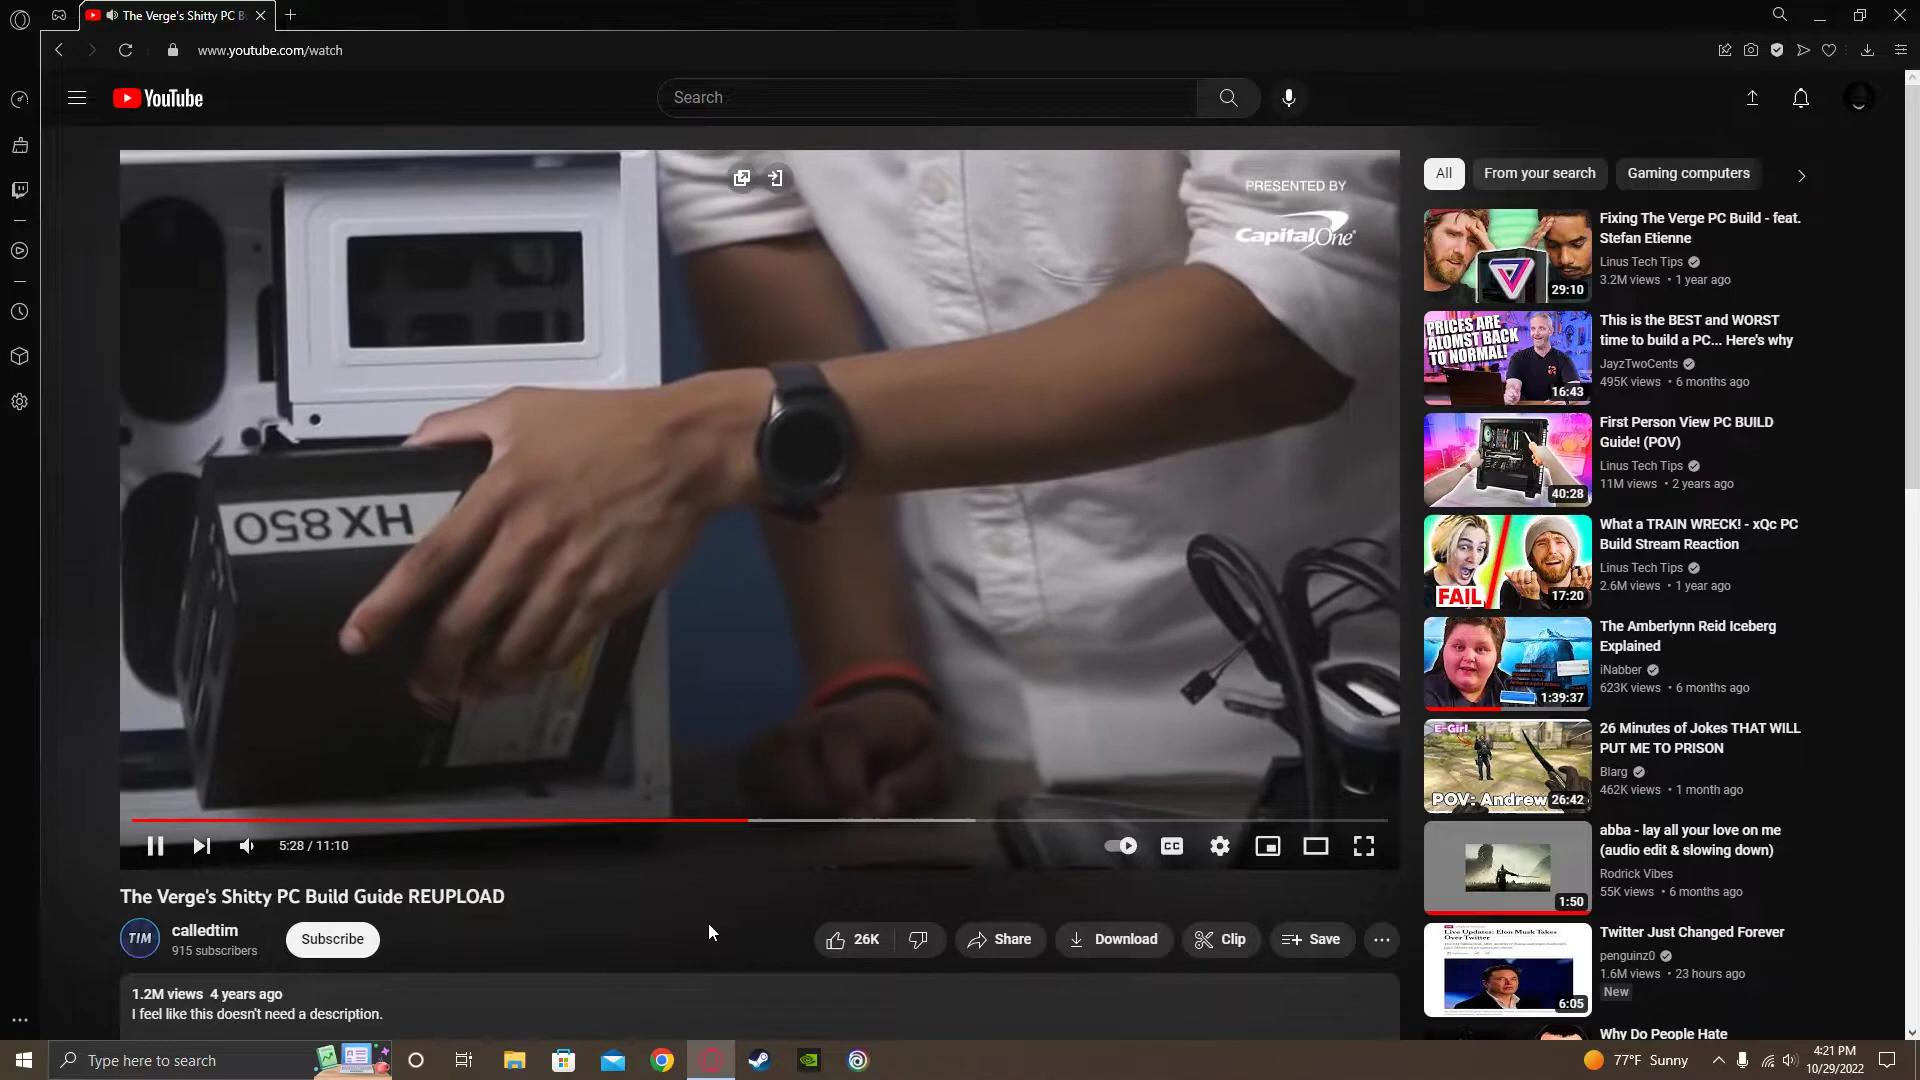 The Verge's Shitty PC B
www.youtube.com/watch
YouTube
Search
PRESENTED BY
CapitalOne
HX850
5:28 / 11:10
CC
The Verge's Shitty PC Build Guide REUPLOAD
TIM
calledtim
915 subscribers
Subscribe
26K
Share
Download
Clip
Save
1.2M views 4 years ago
I feel like this doesn't need a description.
All
From your search
Gaming computers
29:10
Fixing The Verge PC Build - feat.
Stefan Etienne
Linus Tech Tips
3.2M views • 1 year ago
PRICES ARE
ALOMST BACK
TO NORMAL!
16:43
This is the BEST and WORST
time to build a PC... Here's why
JayzTwoCents
495K views • 6 months ago
40:28
First Person View PC BUILD
Guide! (POV)
Linus Tech Tips
11M views • 2 years ago
FAIL
17:20
What a TRAIN WRECK! - xQc PC
Build Stream Reaction
Linus Tech Tips
2.6M views • 1 year ago
1:39:37
The Amberlynn Reid Iceberg
Explained
iNabber
623K views • 6 months ago
E-Girl
POV: Andrew
26:42
26 Minutes of Jokes THAT WILL
PUT ME TO PRISON
Blarg
462K views • 1 month ago
1:50
abba - lay all your love on me
(audio edit & slowing down)
Rodrick Vibes
55K views • 6 months ago
Live Updates: Elon Musk Takes
Over Twitter
6:05
Twitter Just Changed Forever
penguinz0
1.6M views • 23 hours ago
New
Why Do People Hate
Type here to search
77°F Sunny
4:21 PM
10/29/2022